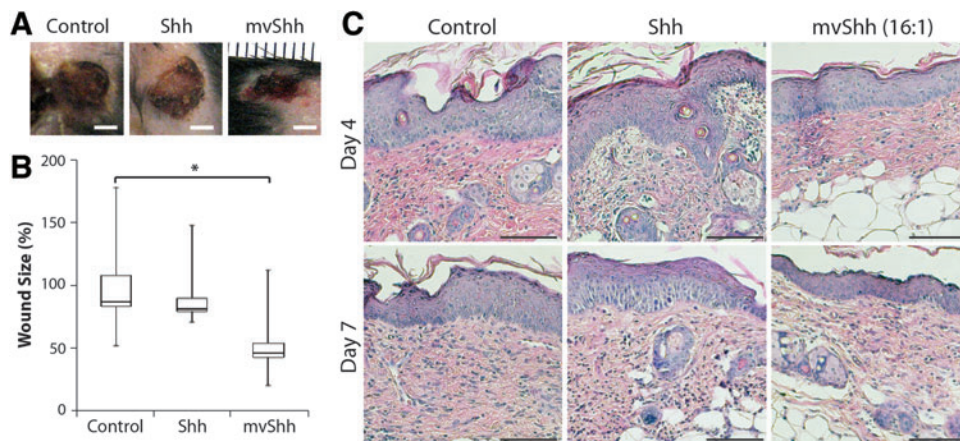 A
Control
Shh
mvShh
B
Wound Size (%)
200
150
100
50
0
*
Control
Shh
mvShh
C
Control
Shh
mvShh (16:1)
Day 4
Day 7